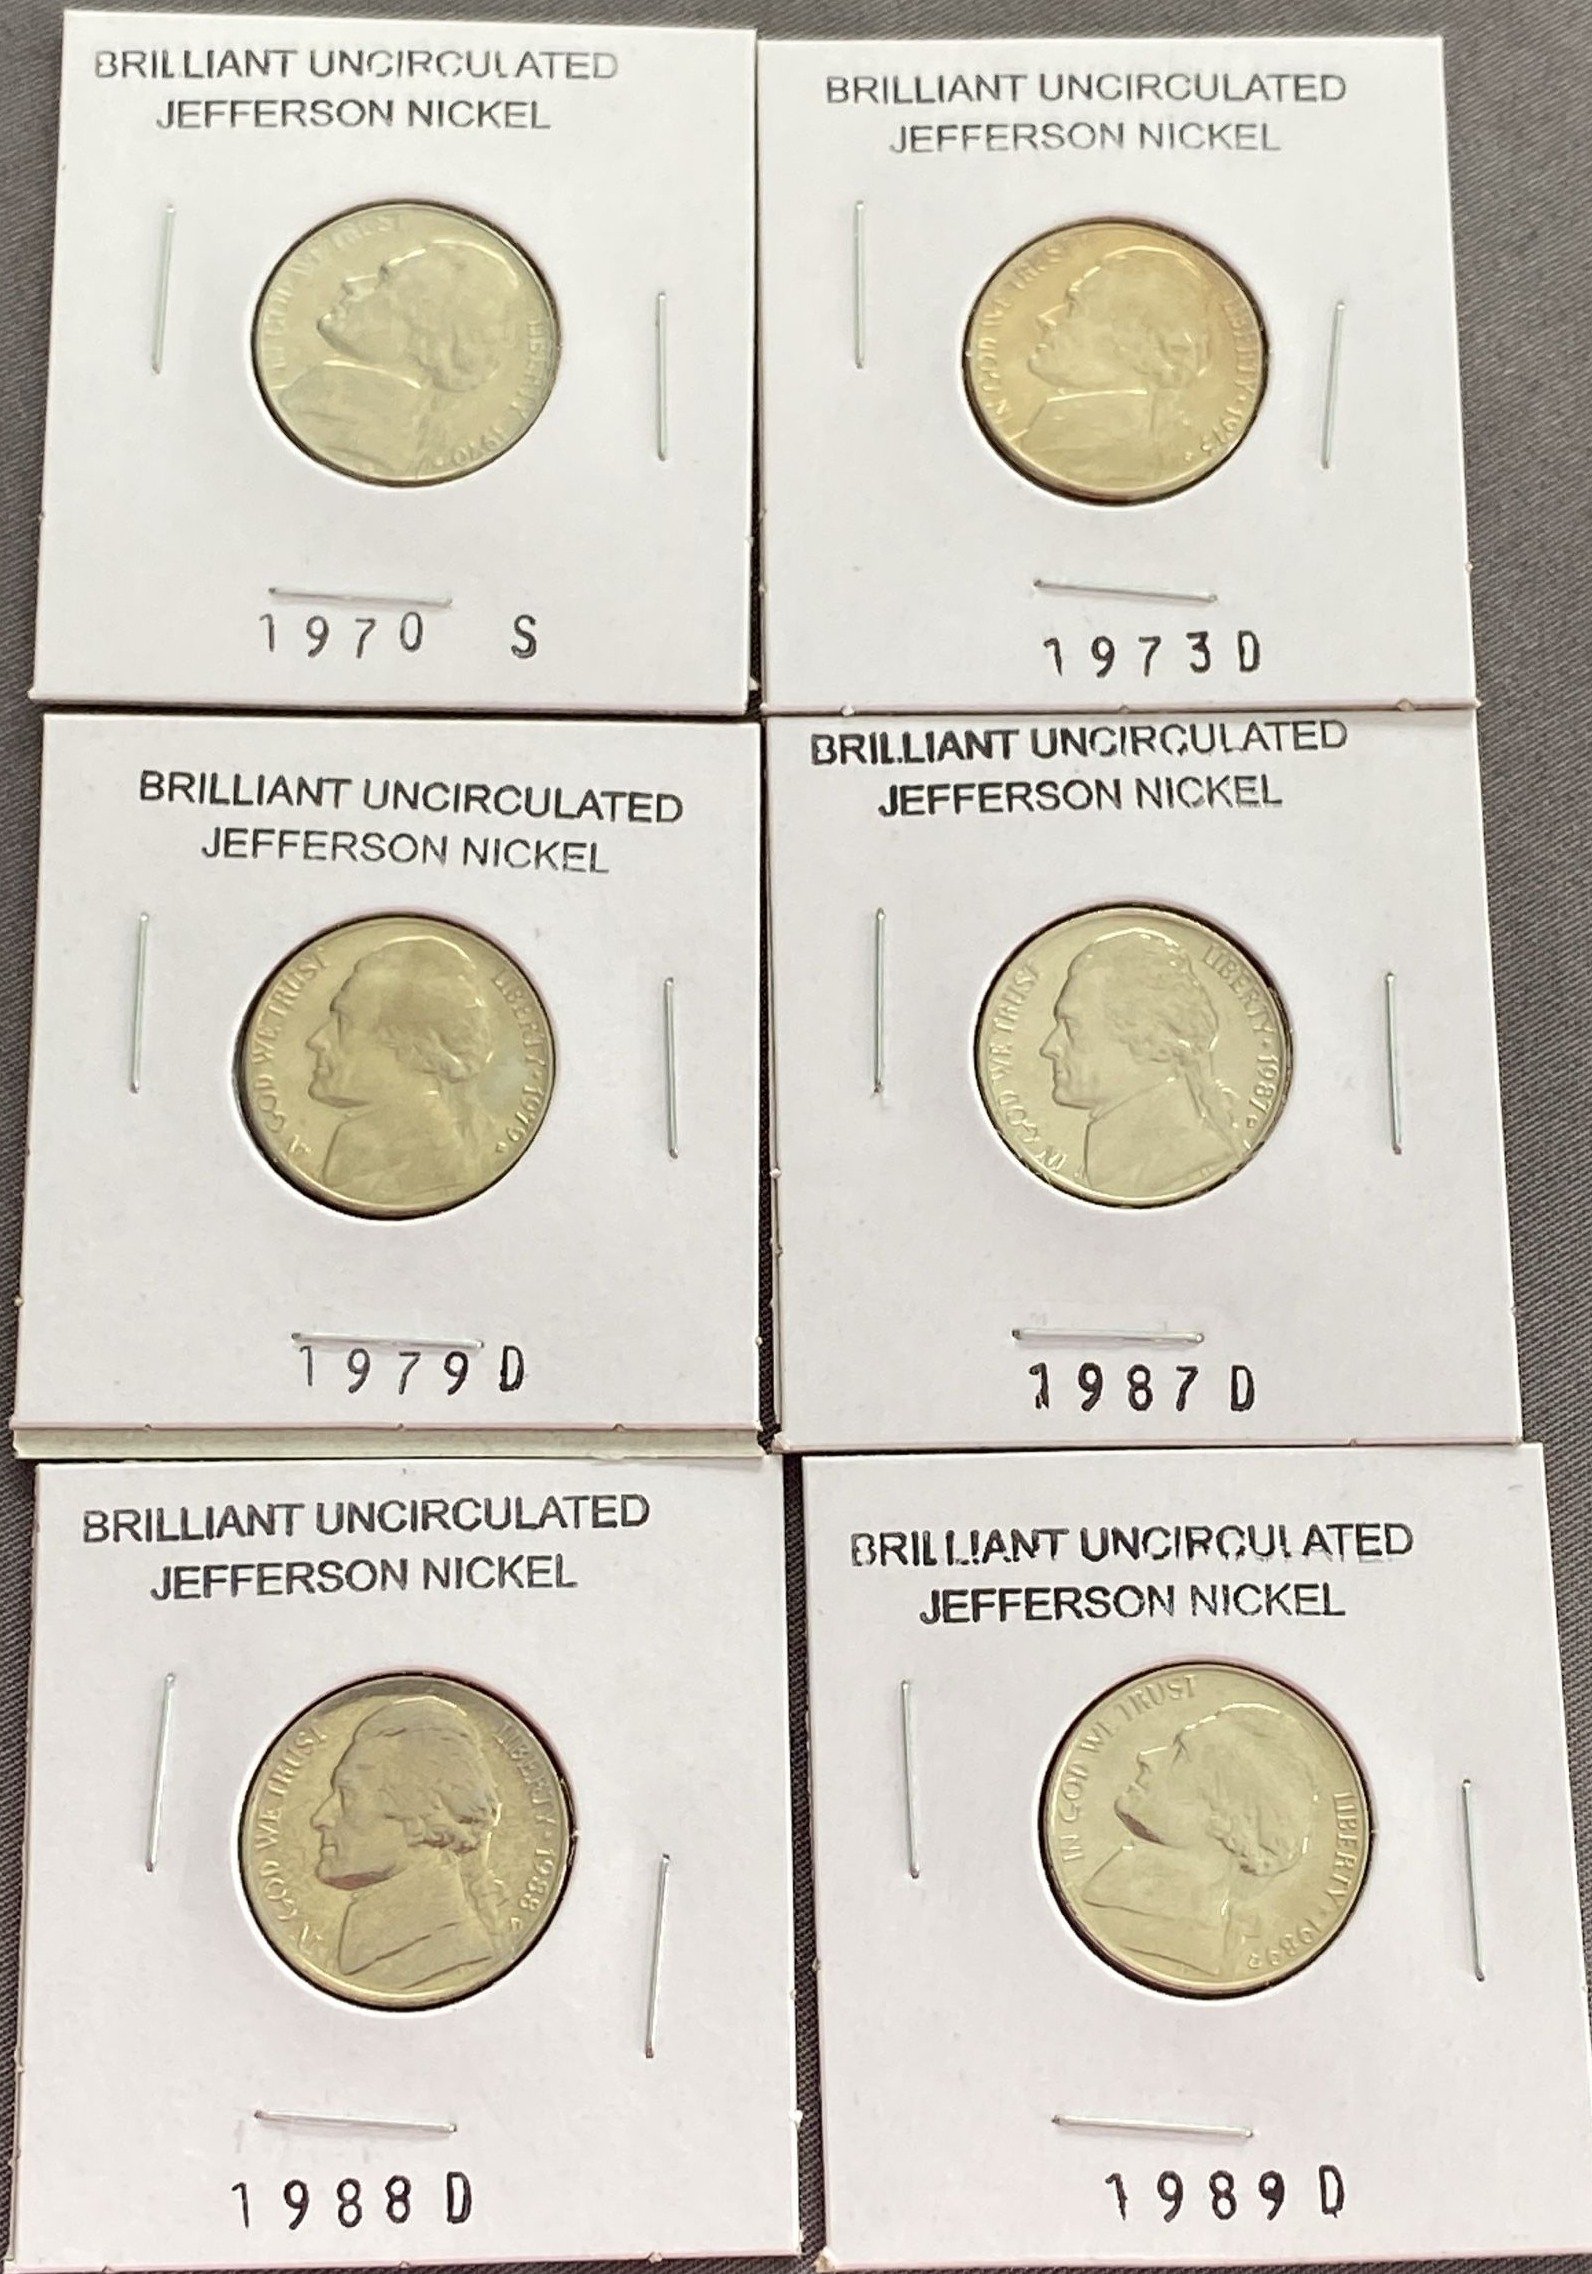 BRILLIANT UNCIRCULATED
JEFFERSON NICKEL
WE TRUST
LIBERTY
1970
1970 S
BRILLIANT UNCIRCULATED
JEFFERSON NICKEL
IN GOD WE TRUST
LIBERTY • 1973
1973D
BRILLIANT UNCIRCULATED
JEFFERSON NICKEL
IN GOD WE TRUST
LIBERTY • 1979 D
1979D
BRILLIANT UNCIRCULATED
JEFFERSON NICKEL
IN GOD WE TRUST
LIBERTY • 1987 D
1987D
BRILLIANT UNCIRCULATED
JEFFERSON NICKEL
IN GOD WE TRUST
LIBERTY • 1988 D
1988D
BRILLIANT UNCIRCULATED
JEFFERSON NICKEL
IN GOD WE TRUST
LIBERTY • 1989 D
1989D